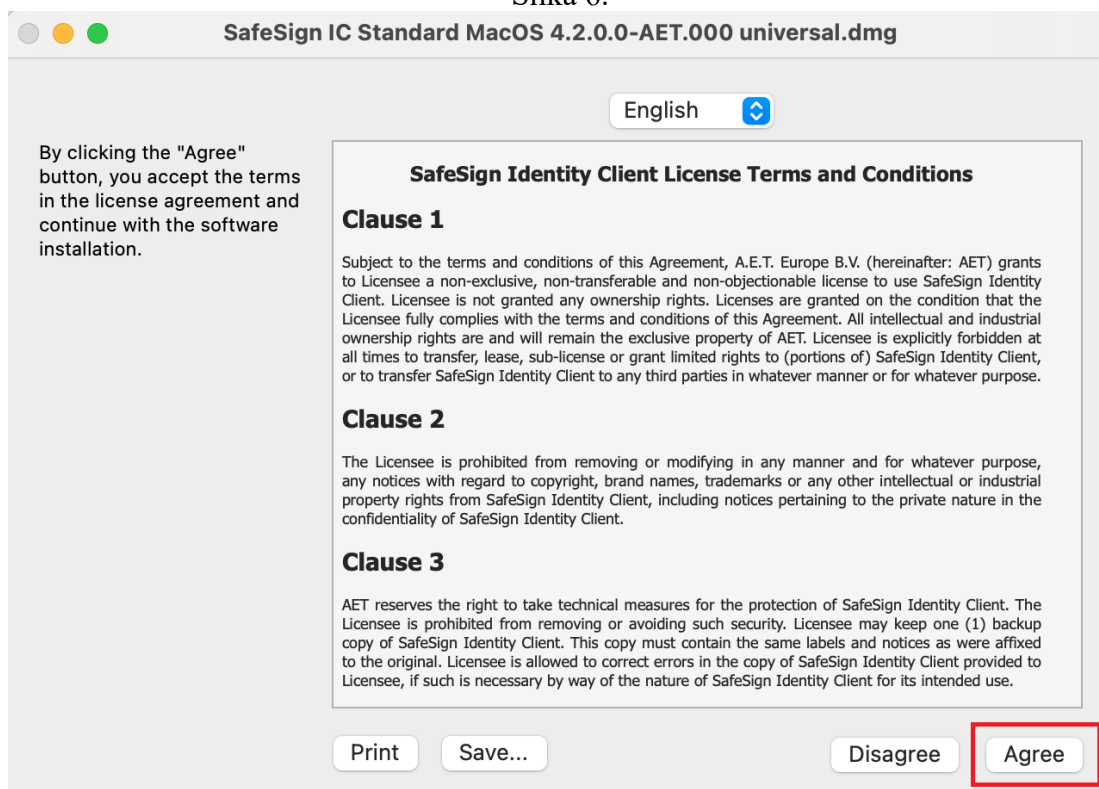 Slika 6.
SafeSign IC Standard MacOS 4.2.0.0-AET.000 universal.dmg
English
By clicking the "Agree"
button, you accept the terms
in the license agreement and
continue with the software
installation.
SafeSign Identity Client License Terms and Conditions
Clause 1
Subject to the terms and conditions of this Agreement, A.E.T. Europe B.V. (hereinafter: AET) grants
to Licensee a non-exclusive, non-transferable and non-objectionable license to use SafeSign Identity
Client. Licensee is not granted any ownership rights. Licenses are granted on the condition that the
Licensee fully complies with the terms and conditions of this Agreement. All intellectual and industrial
ownership rights are and will remain the exclusive property of AET. Licensee is explicitly forbidden at
all times to transfer, lease, sub-license or grant limited rights to (portions of) SafeSign Identity Client,
or to transfer SafeSign Identity Client to any third parties in whatever manner or for whatever purpose.
Clause 2
The Licensee is prohibited from removing or modifying in any manner and for whatever purpose,
any notices with regard to copyright, brand names, trademarks or any other intellectual or industrial
property rights from SafeSign Identity Client, including notices pertaining to the private nature in the
confidentiality of SafeSign Identity Client.
Clause 3
AET reserves the right to take technical measures for the protection of SafeSign Identity Client. The
Licensee is prohibited from removing or avoiding such security. Licensee may keep one (1) backup
copy of SafeSign Identity Client. This copy must contain the same labels and notices as were affixed
to the original. Licensee is allowed to correct errors in the copy of SafeSign Identity Client provided to
Licensee, if such is necessary by way of the nature of SafeSign Identity Client for its intended use.
Print
Save...
Disagree
Agree